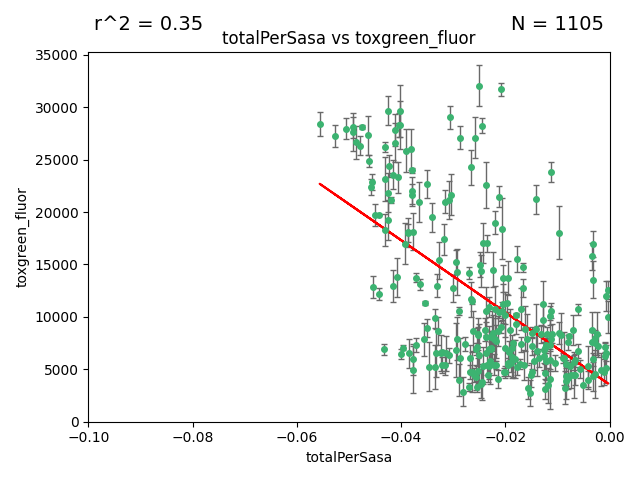 r^2 = 0.35
N = 1105
totalPerSasa vs toxgreen_fluor
35000
30000
25000
20000
15000
10000
5000
0
toxgreen_fluor
−0.10
−0.08
−0.06
−0.04
−0.02
0.00
totalPerSasa